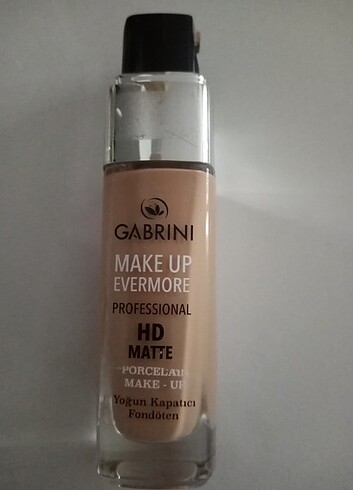 GABRINI
MAKE UP
EVERMORE
PROFESSIONAL
HD
MATTE
PORCELAIN
MAKE - UP
Yoğun Kapatıcı
Fondöten